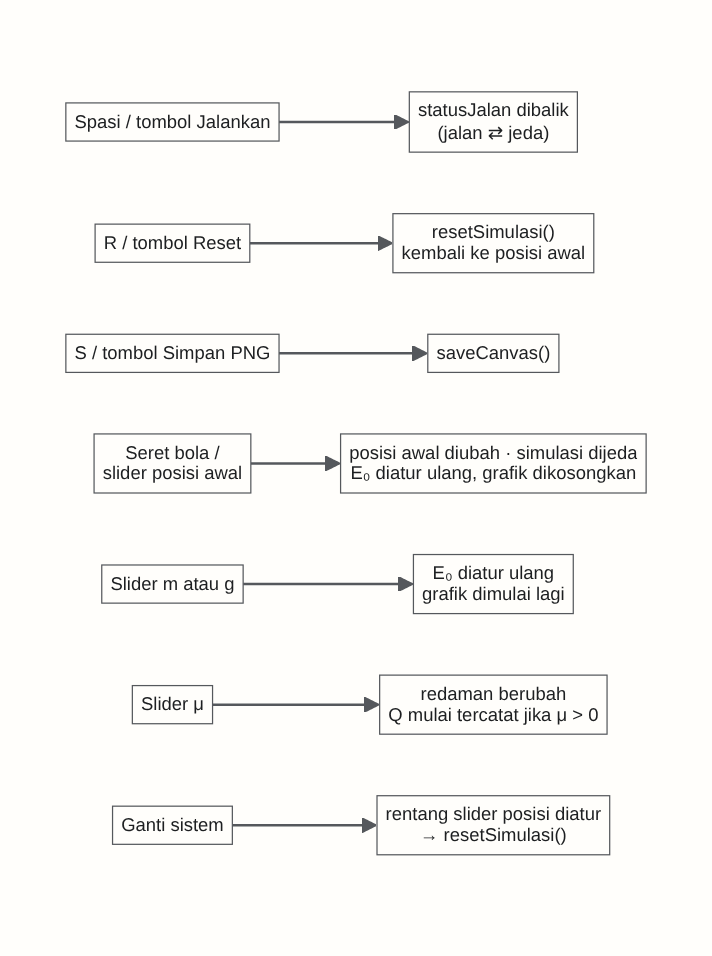 Spasi / tombol Jalankan
statusJalan dibalik
(jalan ⇄ jeda)
R / tombol Reset
resetSimulasi()
kembali ke posisi awal
S / tombol Simpan PNG
saveCanvas()
Seret bola /
slider posisi awal
posisi awal diubah · simulasi dijeda
E₀ diatur ulang, grafik dikosongkan
Slider m atau g
E₀ diatur ulang
grafik dimulai lagi
Slider μ
redaman berubah
Q mulai tercatat jika μ > 0
Ganti sistem
rentang slider posisi diatur
→ resetSimulasi()